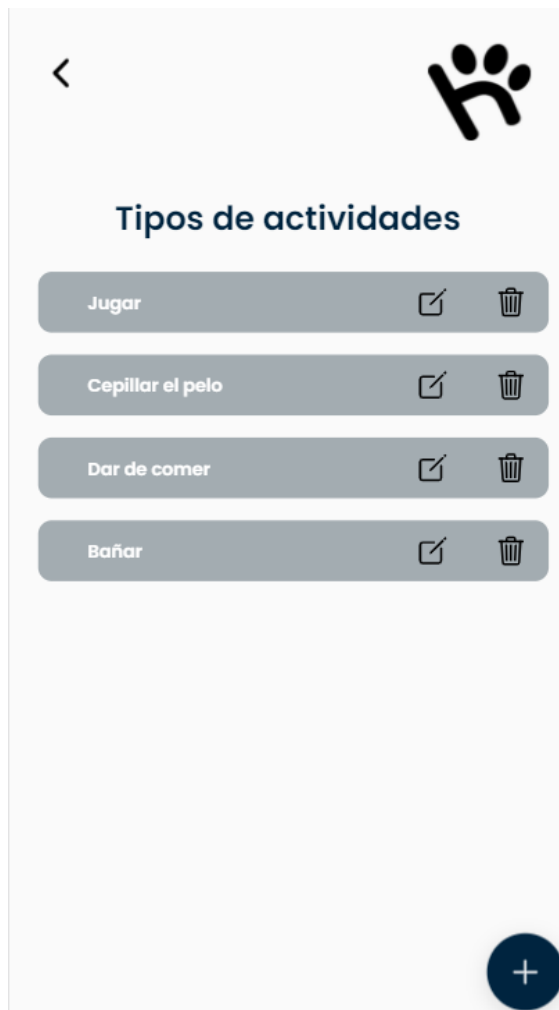 Tipos de actividades
Jugar
Cepillar el pelo
Dar de comer
Bañar